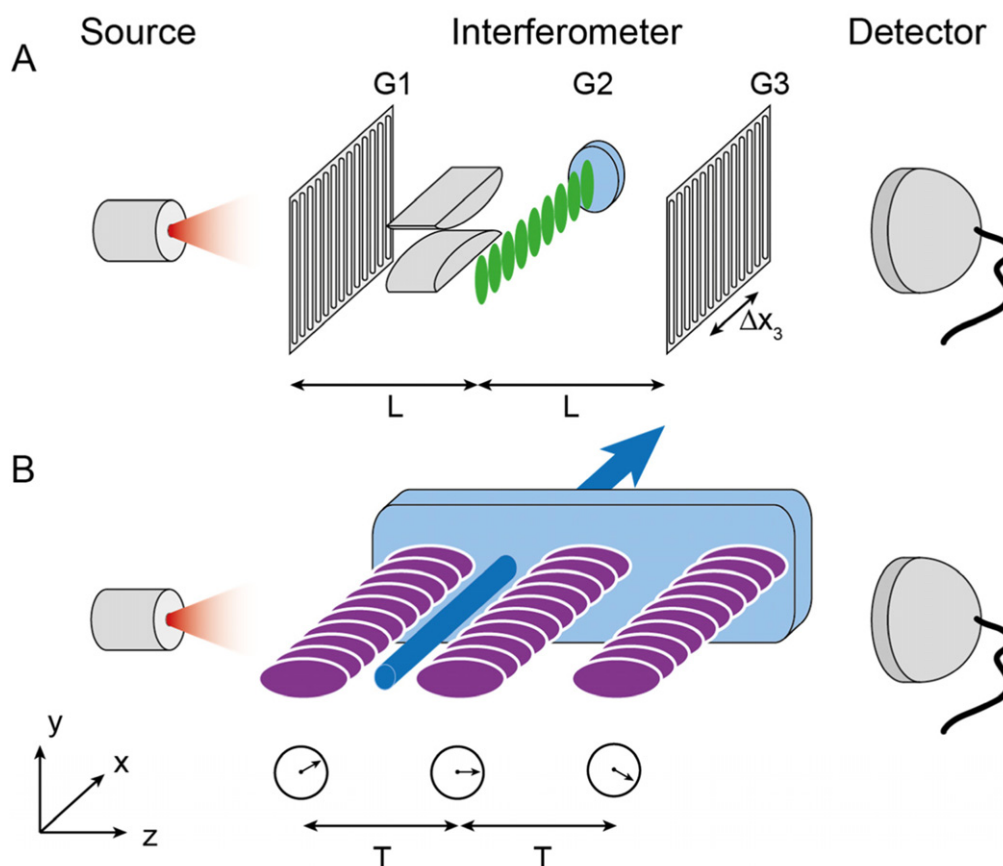 Source Interferometer Detector
A
G1 G2 G3
Δx₃
L L
B
y
x
z
T T